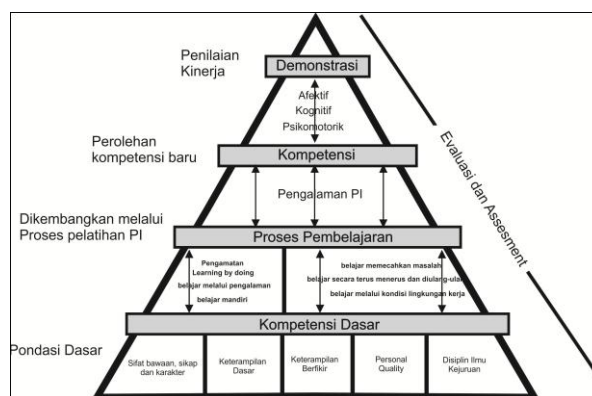 Penilaian
Kinerja
Demonstrasi
Afektif
Kognitif
Psikomotorik
Perolehan
kompetensi baru
Kompetensi
Pengalaman PI
Evaluasi dan Assesment
Dikembangkan melalui
Proses pelatihan PI
Proses Pembelajaran
Pengamatan
Learning by doing
belajar melalui pengalaman
belajar mandiri
belajar memecahkan masalah
belajar secara terus menerus dan diulang-ulan
belajar melalui kondisi lingkungan kerja
Kompetensi Dasar
Pondasi Dasar
Sifat bawaan, sikap
dan karakter
Keterampilan
Dasar
Keterampilan
Berfikir
Personal
Quality
Disiplin Ilmu
Kejuruan